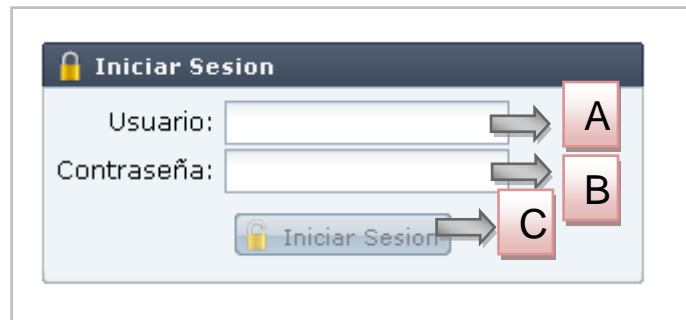 Iniciar Sesion
Usuario: A
Contraseña: B
Iniciar Sesion C